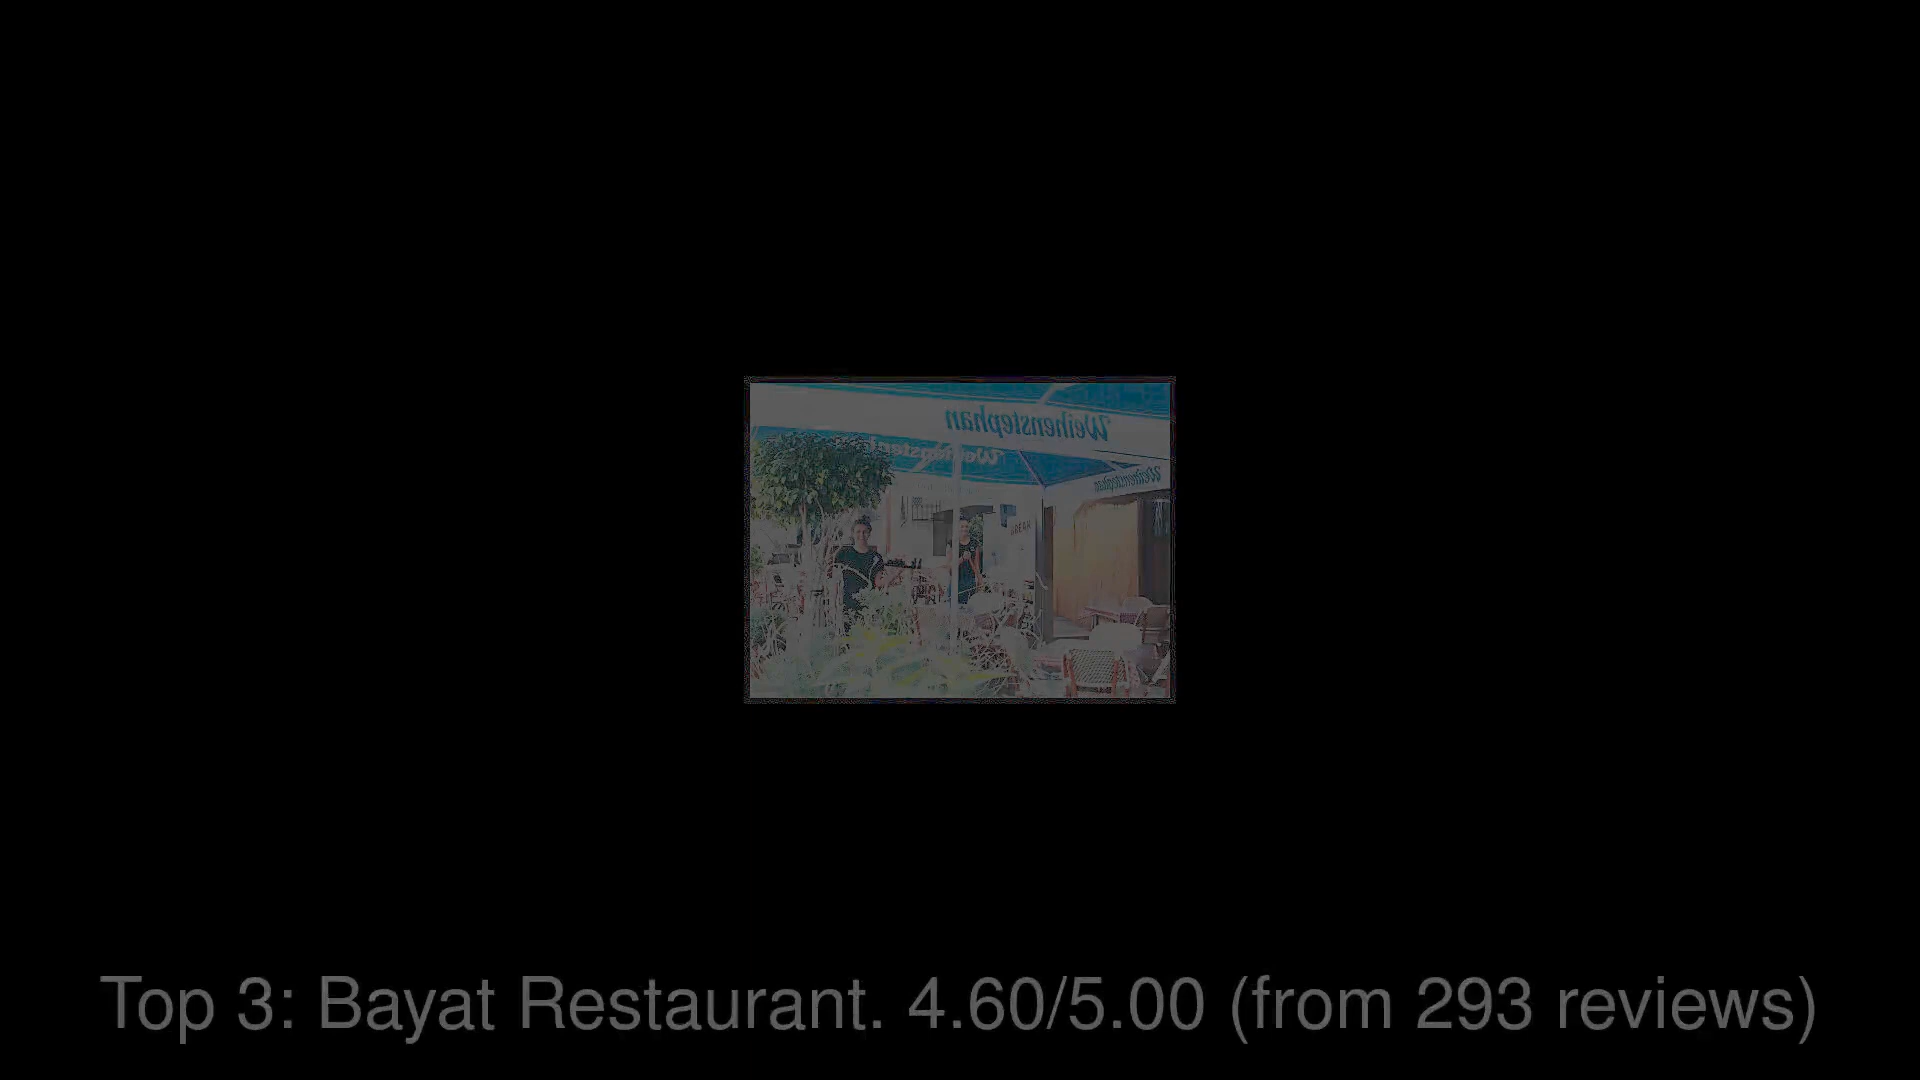 Weihenstephan
Weihenstephan
Top 3: Bayat Restaurant. 4.60/5.00 (from 293 reviews)